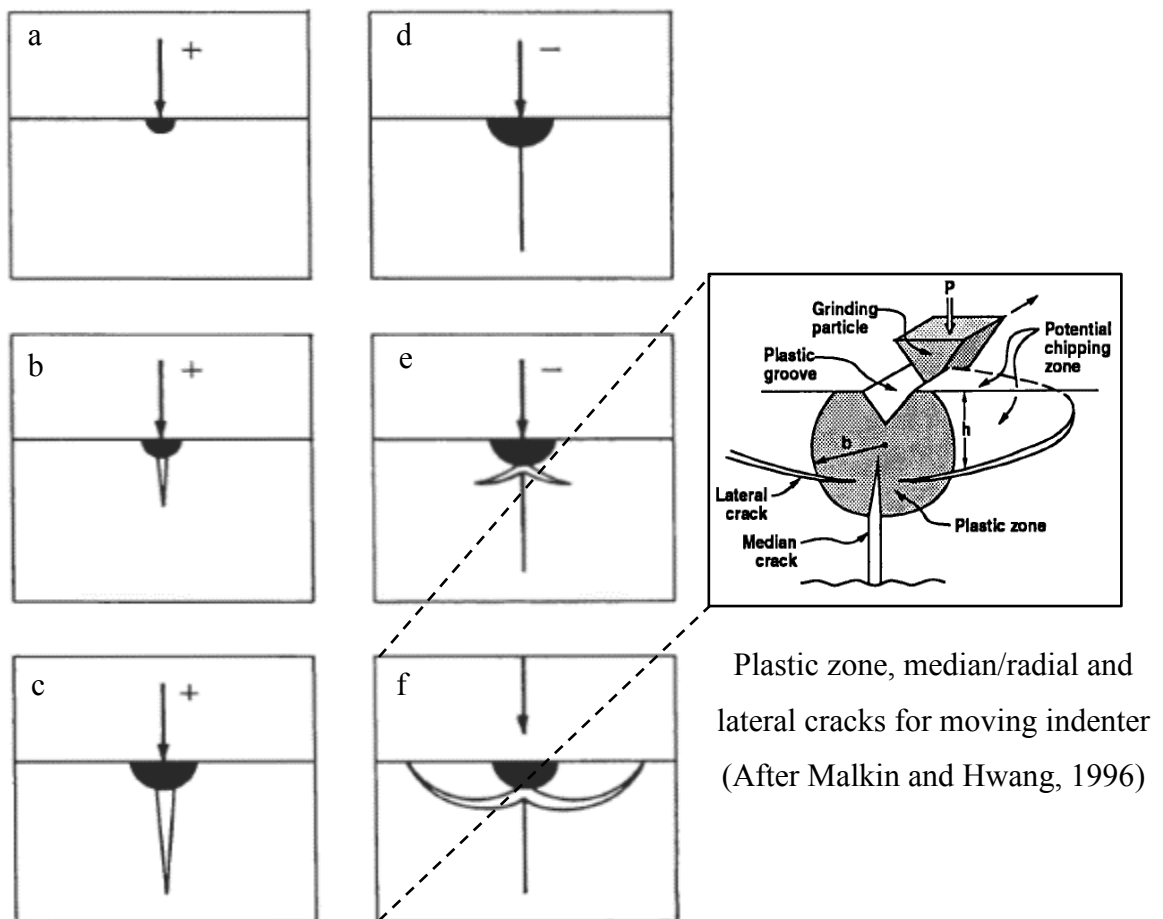 a
+
d
−
b
+
e
−
c
+
f
P
Grinding
particle
Plastic
groove
Potential
chipping
zone
b
h
Lateral
crack
Plastic zone
Median
crack
Plastic zone, median/radial and
lateral cracks for moving indenter
(After Malkin and Hwang, 1996)